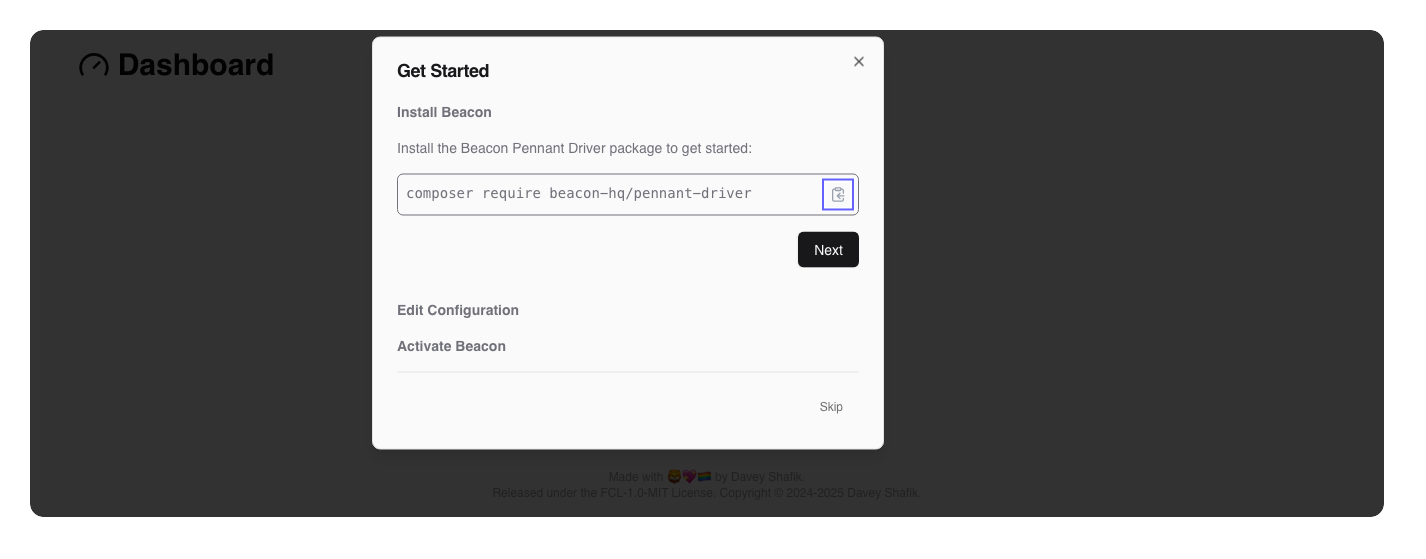 Dashboard
Get Started
Install Beacon
Install the Beacon Pennant Driver package to get started:
composer require beacon-hq/pennant-driver
Next
Edit Configuration
Activate Beacon
Skip
Made with 🐻💖🏳️‍🌈 by Davey Shafik.
Released under the FCL-1.0-MIT License. Copyright © 2024-2025 Davey Shafik.